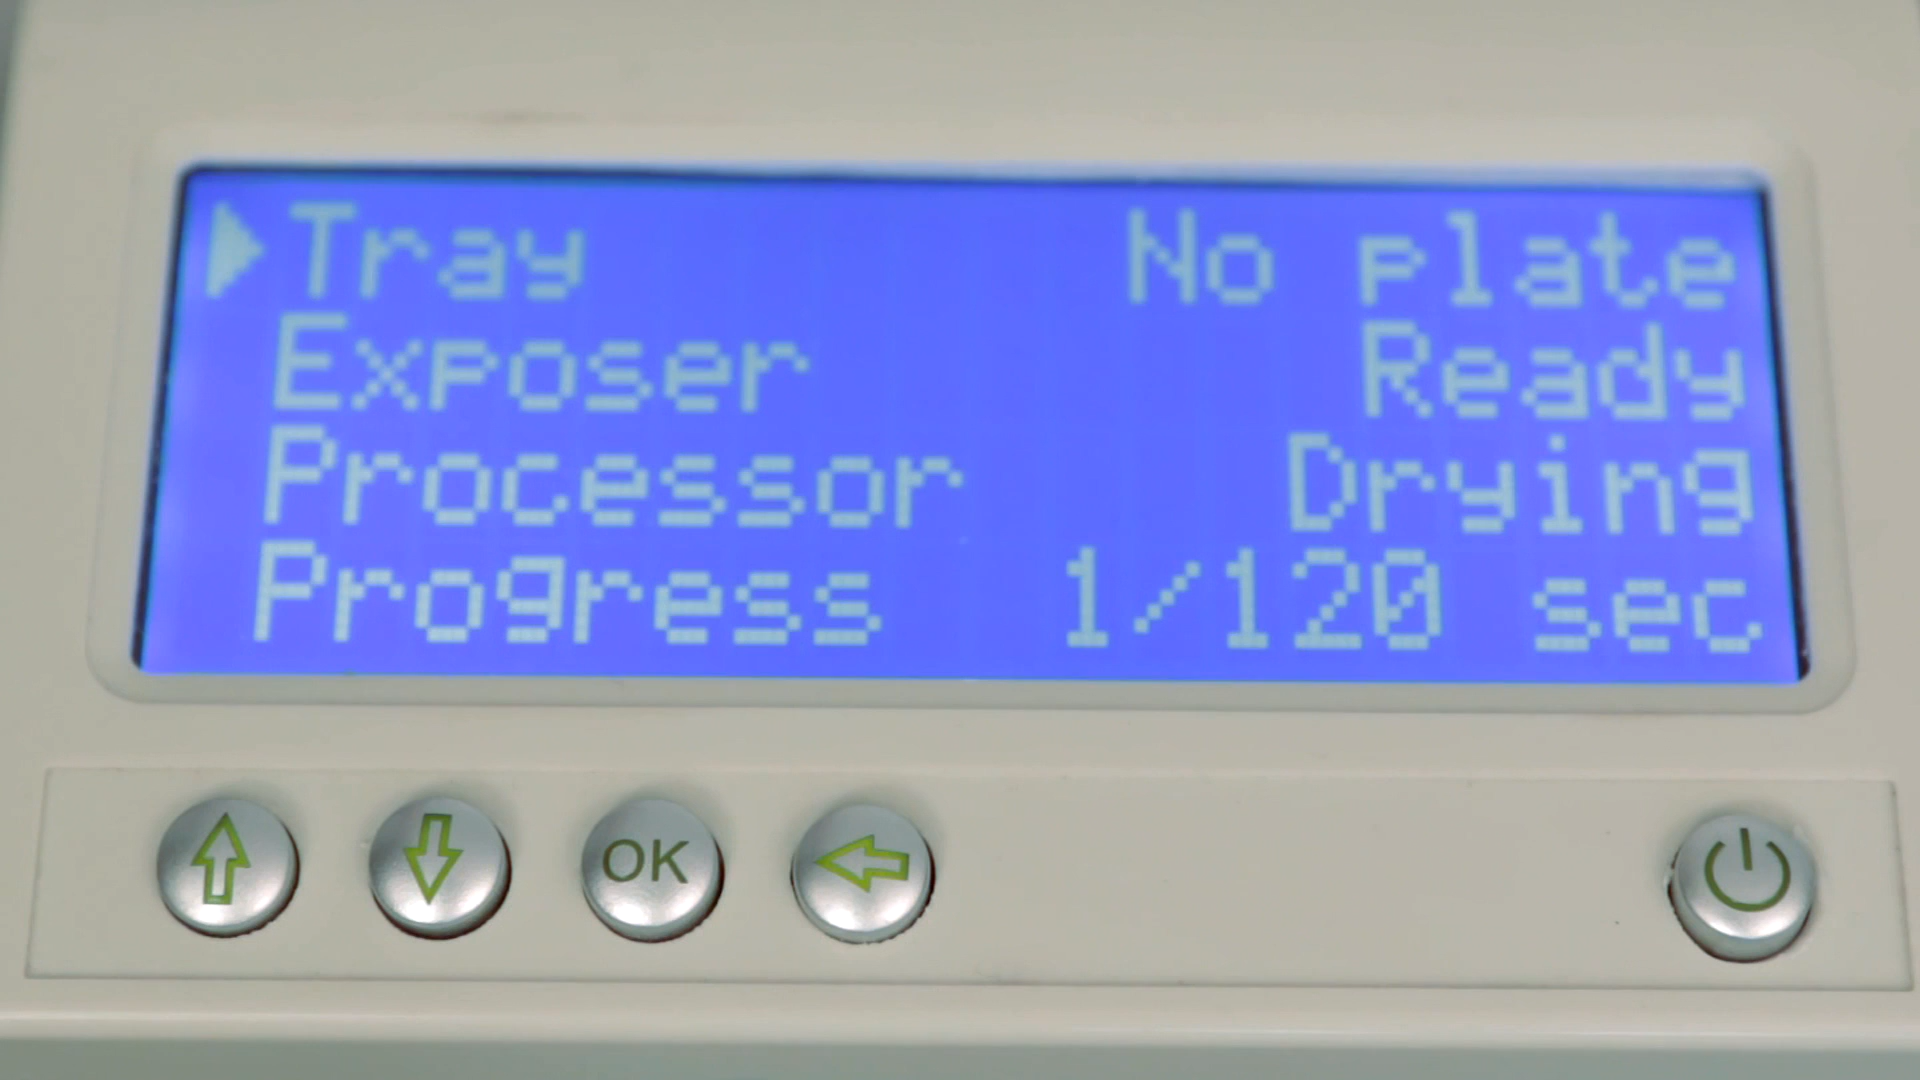 Tray No plate
Exposer Ready
Processor Drying
Progress 1/120 sec
OK